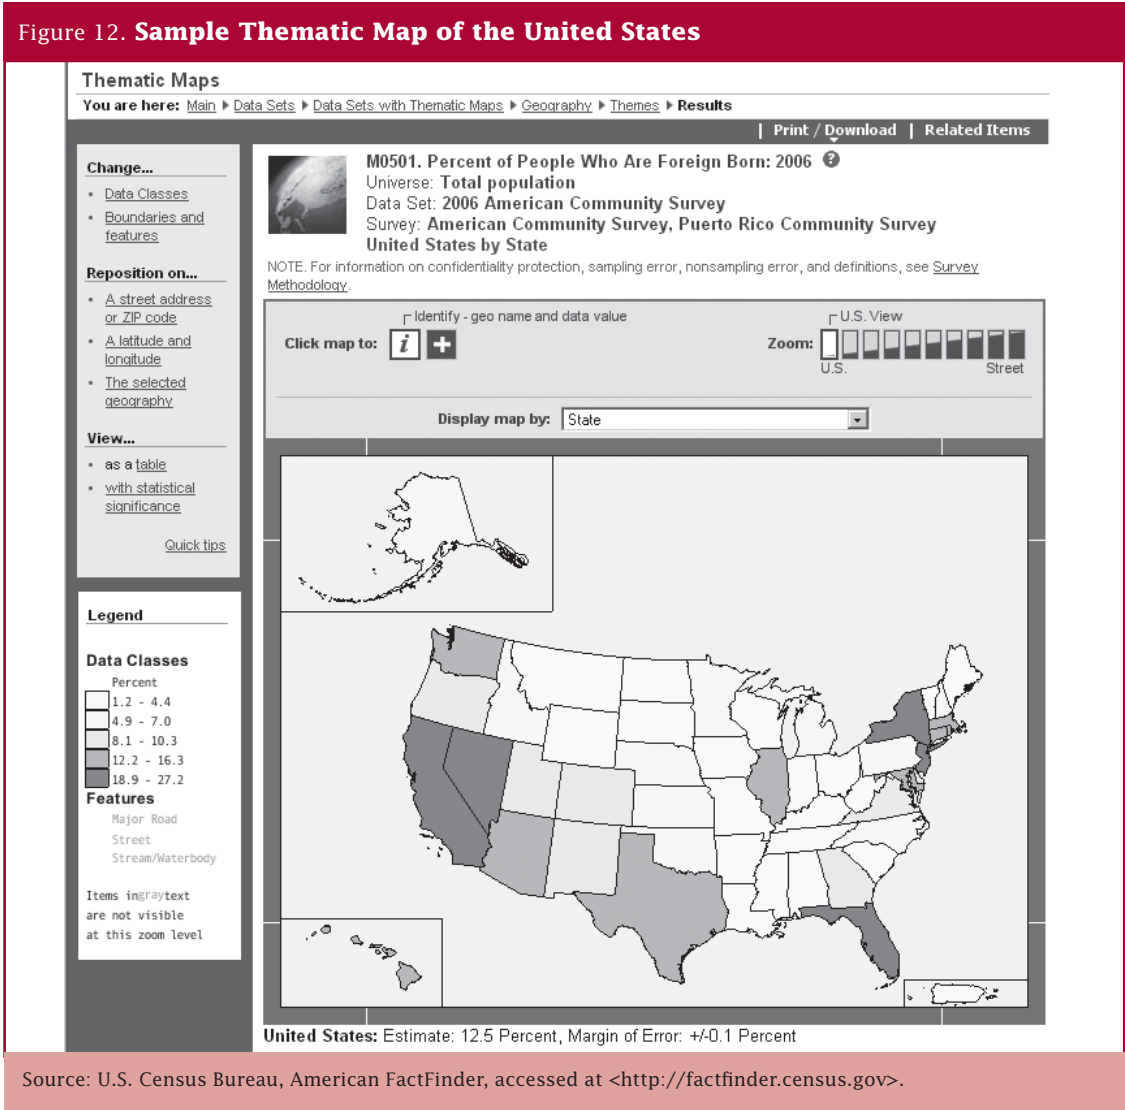 Figure 12. Sample Thematic Map of the United States
Thematic Maps
You are here: Main Data Sets Data Sets with Thematic Maps Geography Themes Results
| Print / Download | Related Items
Change...
• Data Classes
• Boundaries and
features
Reposition on...
• A street address
or ZIP code
• A latitude and
longitude
• The selected
geography
View...
• as a table
• with statistical
significance
Quick tips
Legend
Data Classes
Percent
1.2 - 4.4
4.9 - 7.0
8.1 - 10.3
12.2 - 16.3
18.9 - 27.2
Features
Major Road
Street
Stream/Waterbody
Items in gray text
are not visible
at this zoom level
M0501. Percent of People Who Are Foreign Born: 2006 ?
Universe: Total population
Data Set: 2006 American Community Survey
Survey: American Community Survey, Puerto Rico Community Survey
United States by State
NOTE. For information on confidentiality protection, sampling error, nonsampling error, and definitions, see Survey
Methodology.
Identify - geo name and data value
Click map to: i +
U.S. View
Zoom:
U.S. Street
Display map by: State
United States: Estimate: 12.5 Percent, Margin of Error: +/-0.1 Percent
Source: U.S. Census Bureau, American FactFinder, accessed at <http://factfinder.census.gov>.